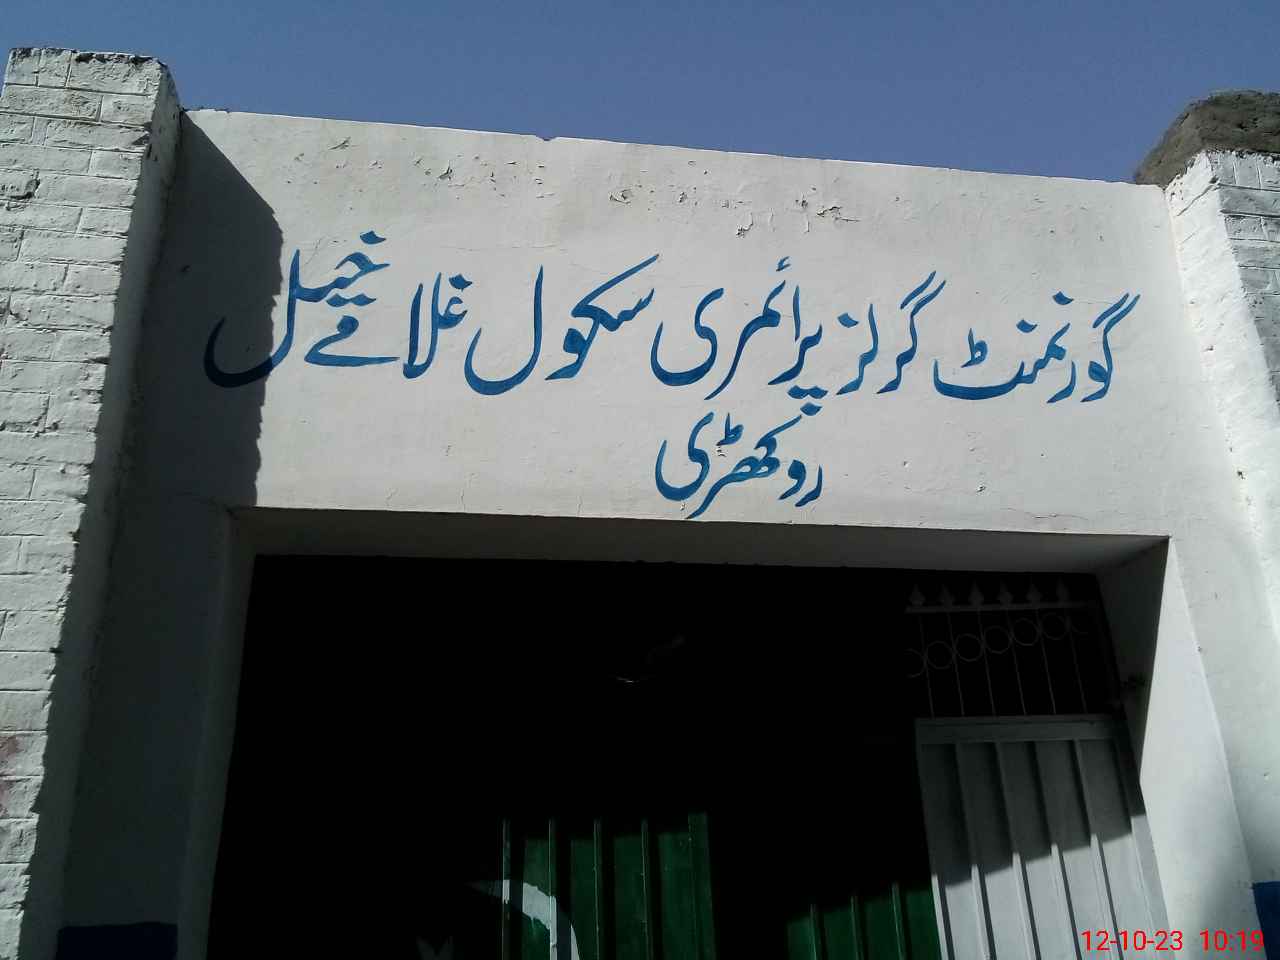 گورنمنٹ گرلز پرائمری سکول غلامے خیل
روکھڑی
12-10-23 10:19